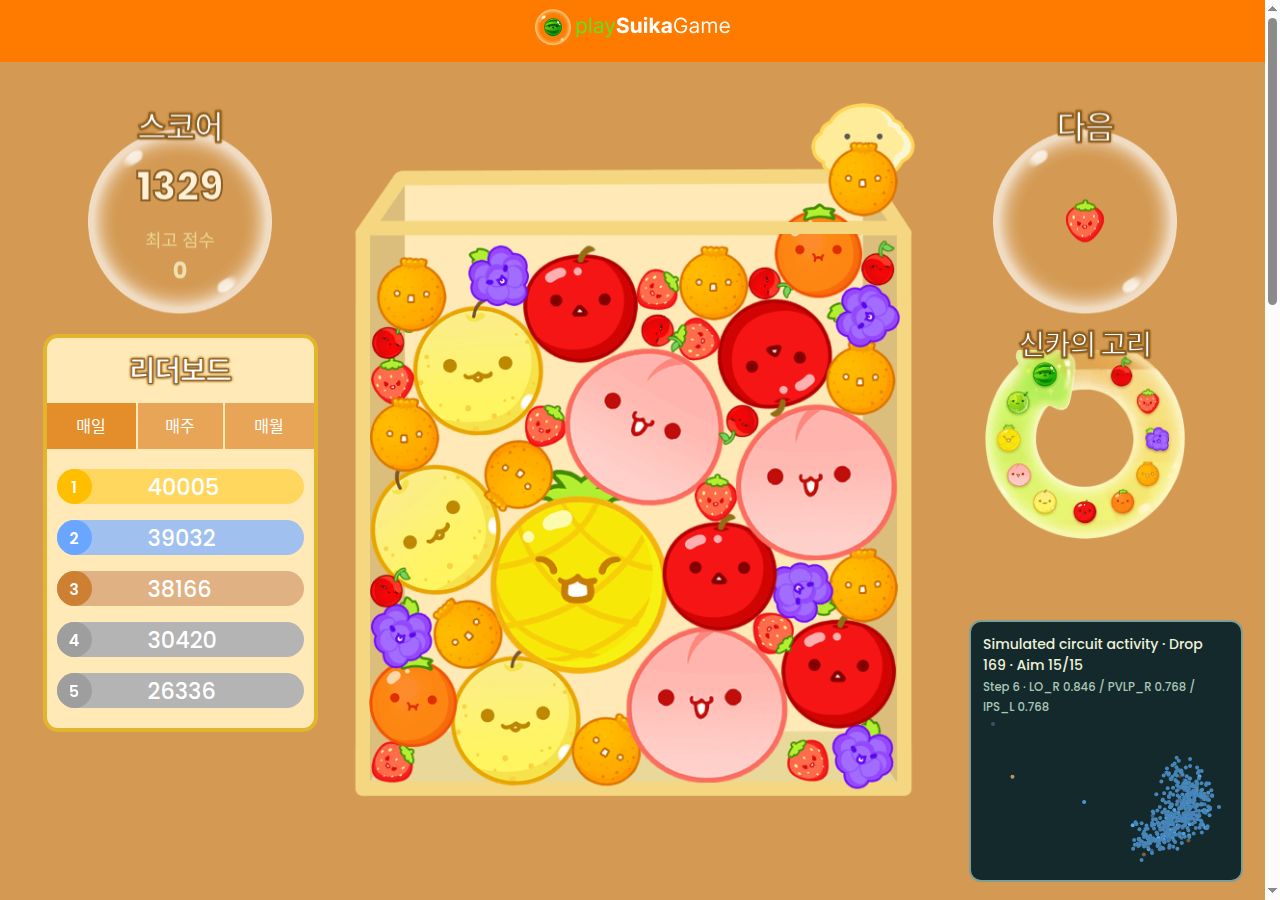 playSuikaGame
스코어
1329
최고 점수
0
다음
리더보드
매일 매주 매월
1 40005
2 39032
3 38166
4 30420
5 26336
신카의 고리
Simulated circuit activity · Drop
169 · Aim 15/15
Step 6 · LO_R 0.846 / PVLP_R 0.768 /
IPS_L 0.768